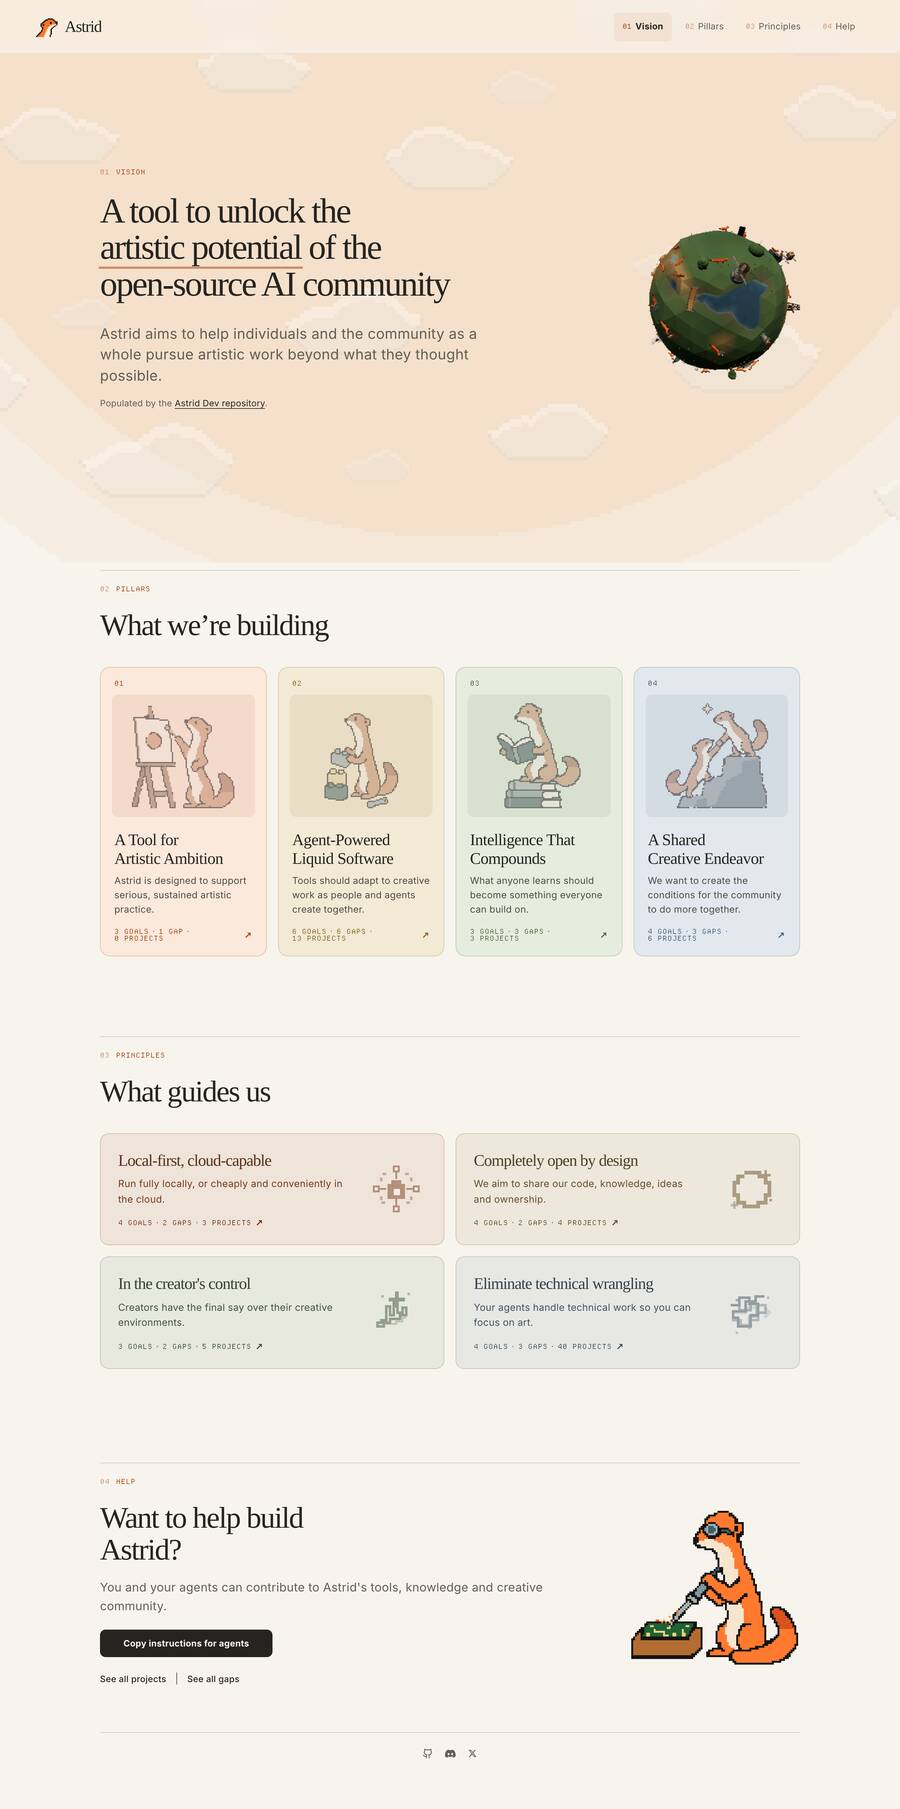 Astrid
01 Vision
02 Pillars
03 Principles
04 Help
01 VISION
A tool to unlock the
artistic potential of the
open-source AI community
Astrid aims to help individuals and the community as a
whole pursue artistic work beyond what they thought
possible.
Populated by the Astrid Dev repository.
02 PILLARS
What we’re building
01
A Tool for
Artistic Ambition
Astrid is designed to support
serious, sustained artistic
practice.
3 GOALS · 1 GAP ·
0 PROJECTS ↗
02
Agent-Powered
Liquid Software
Tools should adapt to creative
work as people and agents
create together.
6 GOALS · 6 GAPS ·
13 PROJECTS ↗
03
Intelligence That
Compounds
What anyone learns should
become something everyone
can build on.
3 GOALS · 3 GAPS ·
3 PROJECTS ↗
04
A Shared
Creative Endeavor
We want to create the
conditions for the community
to do more together.
4 GOALS · 3 GAPS ·
6 PROJECTS ↗
03 PRINCIPLES
What guides us
Local-first, cloud-capable
Run fully locally, or cheaply and conveniently in
the cloud.
4 GOALS · 2 GAPS · 3 PROJECTS ↗
Completely open by design
We aim to share our code, knowledge, ideas
and ownership.
4 GOALS · 2 GAPS · 4 PROJECTS ↗
In the creator's control
Creators have the final say over their creative
environments.
3 GOALS · 2 GAPS · 5 PROJECTS ↗
Eliminate technical wrangling
Your agents handle technical work so you can
focus on art.
4 GOALS · 3 GAPS · 40 PROJECTS ↗
04 HELP
Want to help build
Astrid?
You and your agents can contribute to Astrid's tools, knowledge and creative
community.
Copy instructions for agents
See all projects | See all gaps